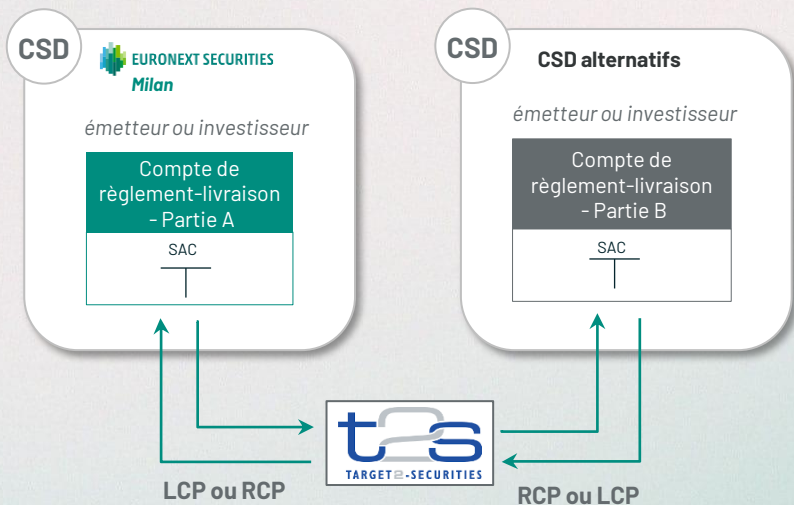 CSD
EURONEXT SECURITIES
Milan
émetteur ou investisseur
Compte de
règlement-livraison
- Partie A
SAC
CSD
CSD alternatifs
émetteur ou investisseur
Compte de
règlement-livraison
- Partie B
SAC
t2s
TARGET2-SECURITIES
LCP ou RCP
RCP ou LCP